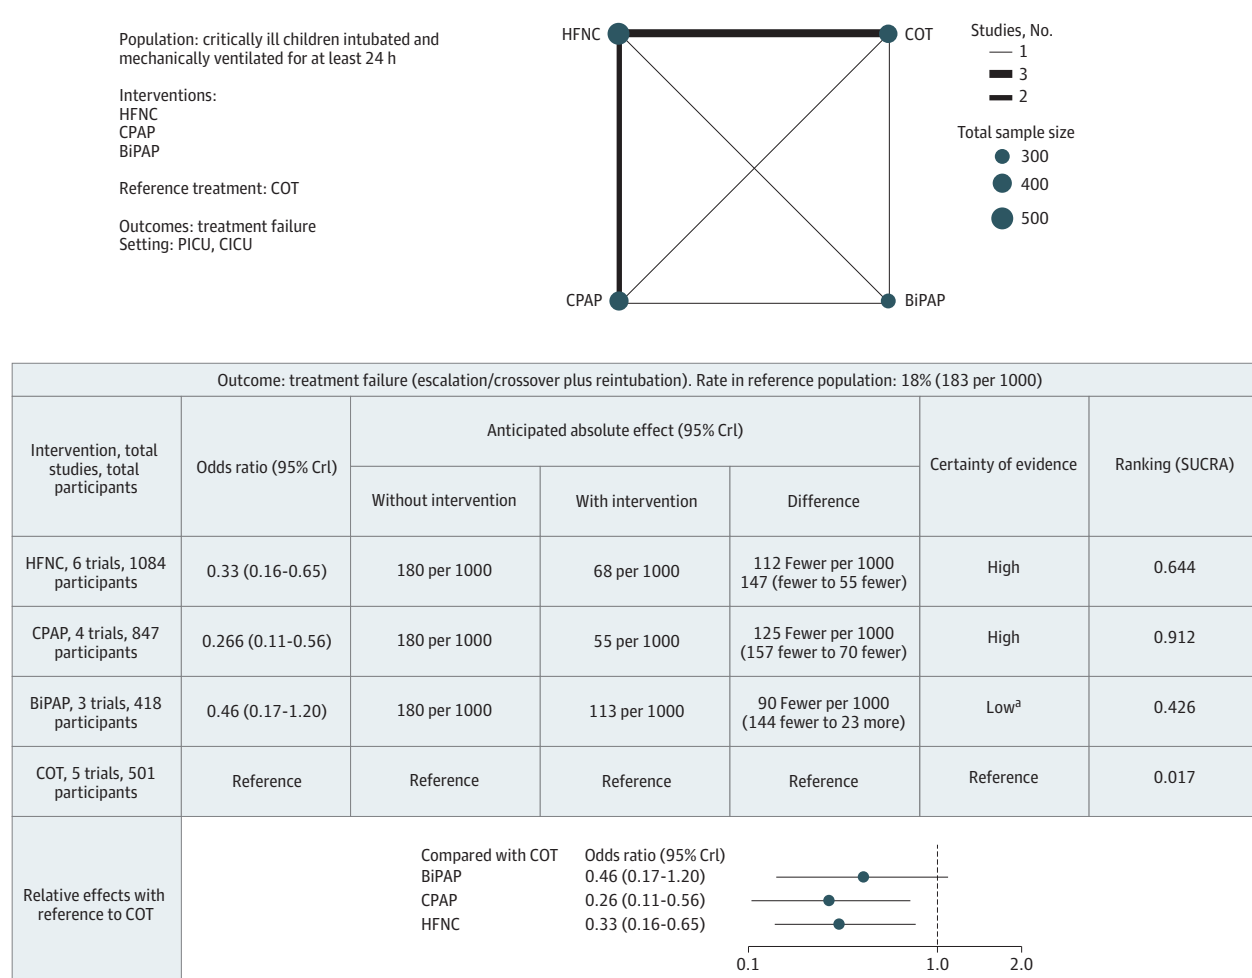 Population: critically ill children intubated and
mechanically ventilated for at least 24 h
Interventions:
HFNC
CPAP
BiPAP
Reference treatment: COT
Outcomes: treatment failure
Setting: PICU, CICU
HFNC
COT
CPAP
BiPAP
Studies, No.
1
3
2
Total sample size
300
400
500
Outcome: treatment failure (escalation/crossover plus reintubation). Rate in reference population: 18% (183 per 1000)
Intervention, total
studies, total
participants
Odds ratio (95% Crl)
Anticipated absolute effect (95% Crl)
Without intervention
With intervention
Difference
Certainty of evidence
Ranking (SUCRA)
HFNC, 6 trials, 1084
participants
0.33 (0.16-0.65)
180 per 1000
68 per 1000
112 Fewer per 1000
147 (fewer to 55 fewer)
High
0.644
CPAP, 4 trials, 847
participants
0.266 (0.11-0.56)
180 per 1000
55 per 1000
125 Fewer per 1000
(157 fewer to 70 fewer)
High
0.912
BiPAP, 3 trials, 418
participants
0.46 (0.17-1.20)
180 per 1000
113 per 1000
90 Fewer per 1000
(144 fewer to 23 more)
Lowa
0.426
COT, 5 trials, 501
participants
Reference
Reference
Reference
Reference
Reference
0.017
Relative effects with
reference to COT
Compared with COT Odds ratio (95% Crl)
BiPAP 0.46 (0.17-1.20)
CPAP 0.26 (0.11-0.56)
HFNC 0.33 (0.16-0.65)
0.1 1.0 2.0